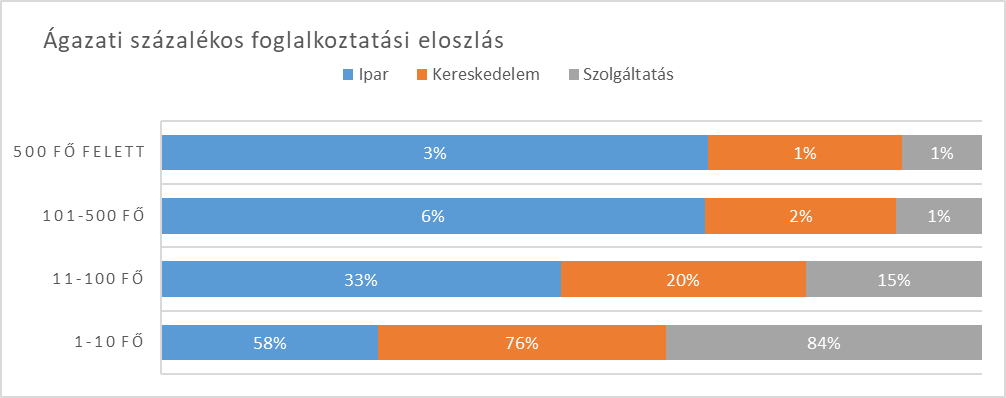 Ágazati százalékos foglalkoztatási eloszlás
Ipar Kereskedelem Szolgáltatás
500 FŐ FELETT 3% 1% 1%
101-500 FŐ 6% 2% 1%
11-100 FŐ 33% 20% 15%
1-10 FŐ 58% 76% 84%